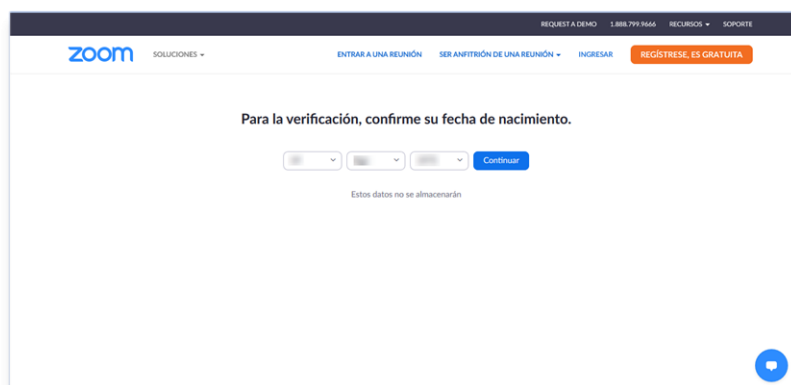 REQUEST A DEMO 1.888.799.9666 RECURSOS SOPORTE
zoom SOLUCIONES ENTRAR A UNA REUNIÓN SER ANFITRIÓN DE UNA REUNIÓN INGRESAR REGÍSTRESE, ES GRATUITA
Para la verificación, confirme su fecha de nacimiento.
Continuar
Estos datos no se almacenarán